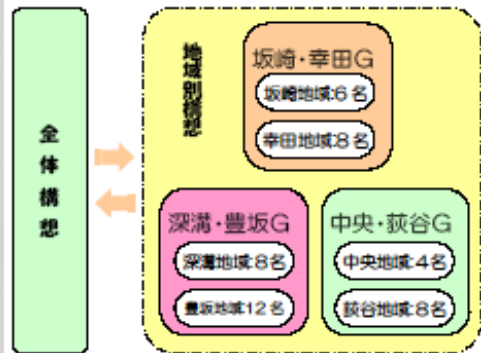 全体構想
地域別構想
坂崎・幸田G
坂崎地域:6名
幸田地域:8名
深溝・豊坂G
深溝地域:8名
豊坂地域12名
中央・荻谷G
中央地域:4名
荻谷地域:8名